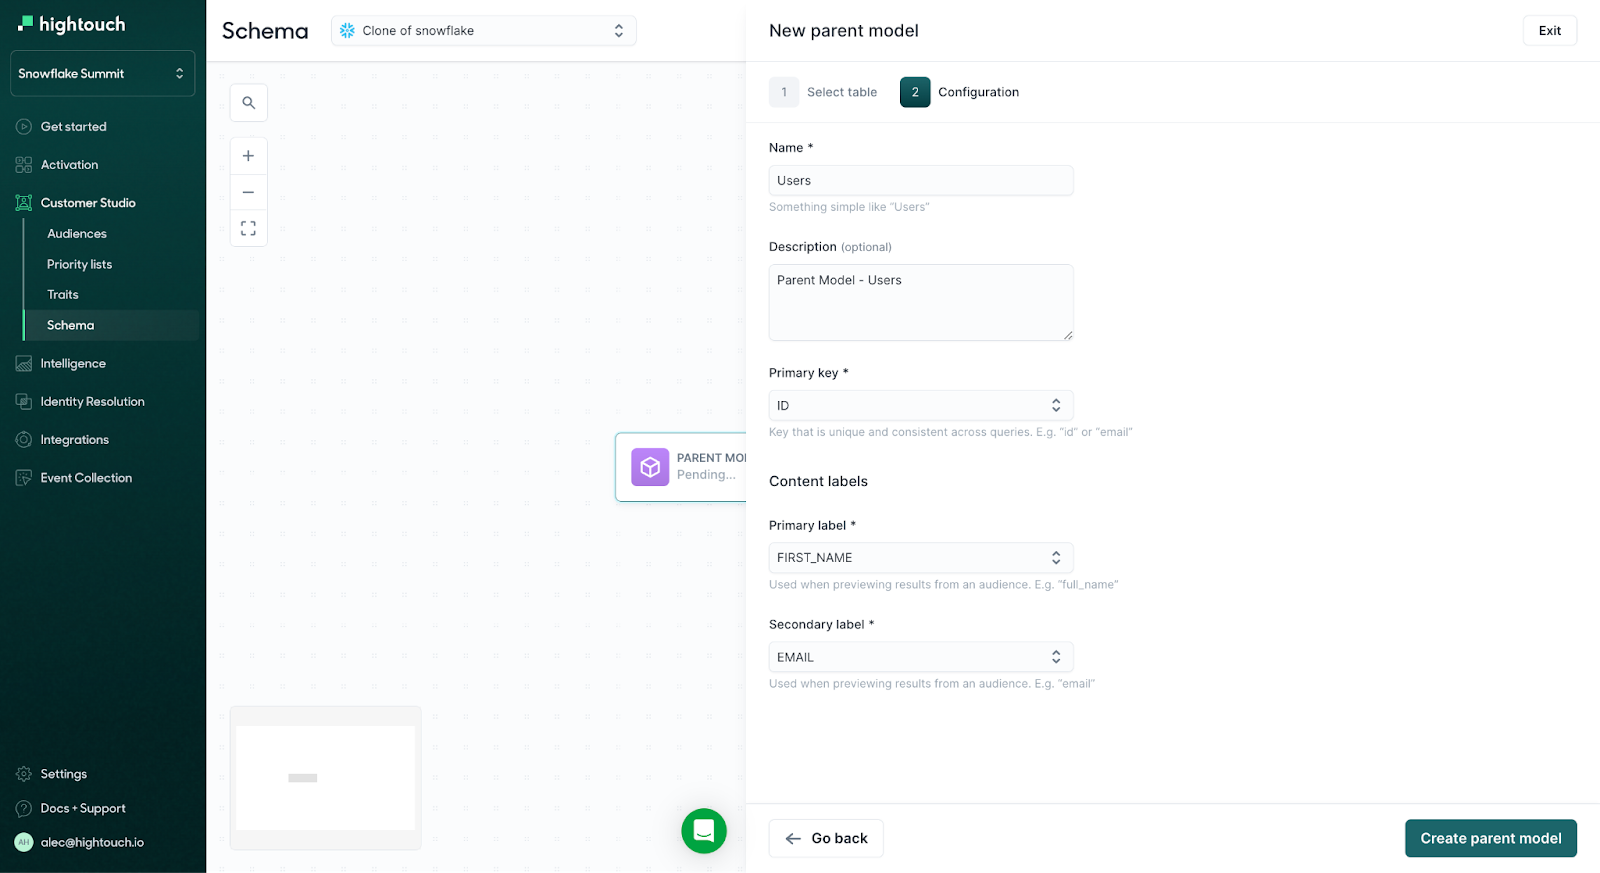 hightouch
Snowflake Summit
Get started
Activation
Customer Studio
Audiences
Priority lists
Traits
Schema
Intelligence
Identity Resolution
Integrations
Event Collection
Settings
Docs + Support
AH alec@hightouch.io
Schema
Clone of snowflake
PARENT MO
Pending...
New parent model
Exit
1 Select table 2 Configuration
Name *
Users
Something simple like “Users”
Description (optional)
Parent Model - Users
Primary key *
ID
Key that is unique and consistent across queries. E.g. “id” or “email”
Content labels
Primary label *
FIRST_NAME
Used when previewing results from an audience. E.g. “full_name”
Secondary label *
EMAIL
Used when previewing results from an audience. E.g. “email”
Go back
Create parent model